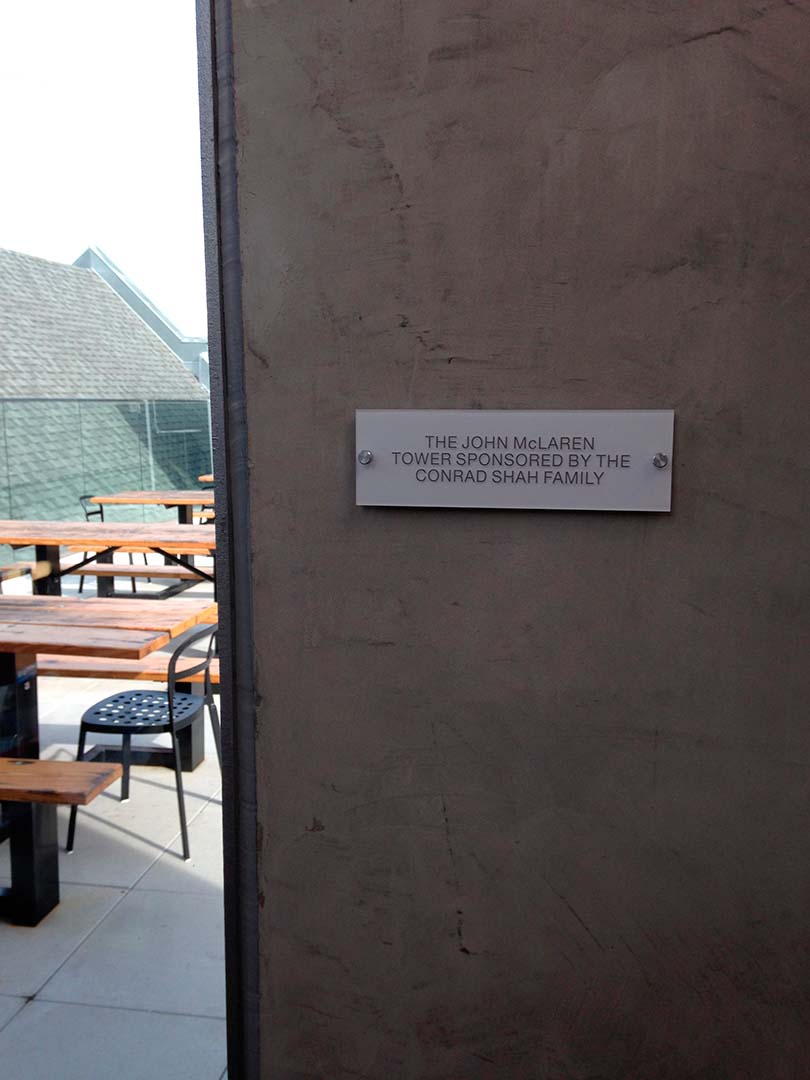 THE JOHN McLAREN
TOWER SPONSORED BY THE
CONRAD SHAH FAMILY